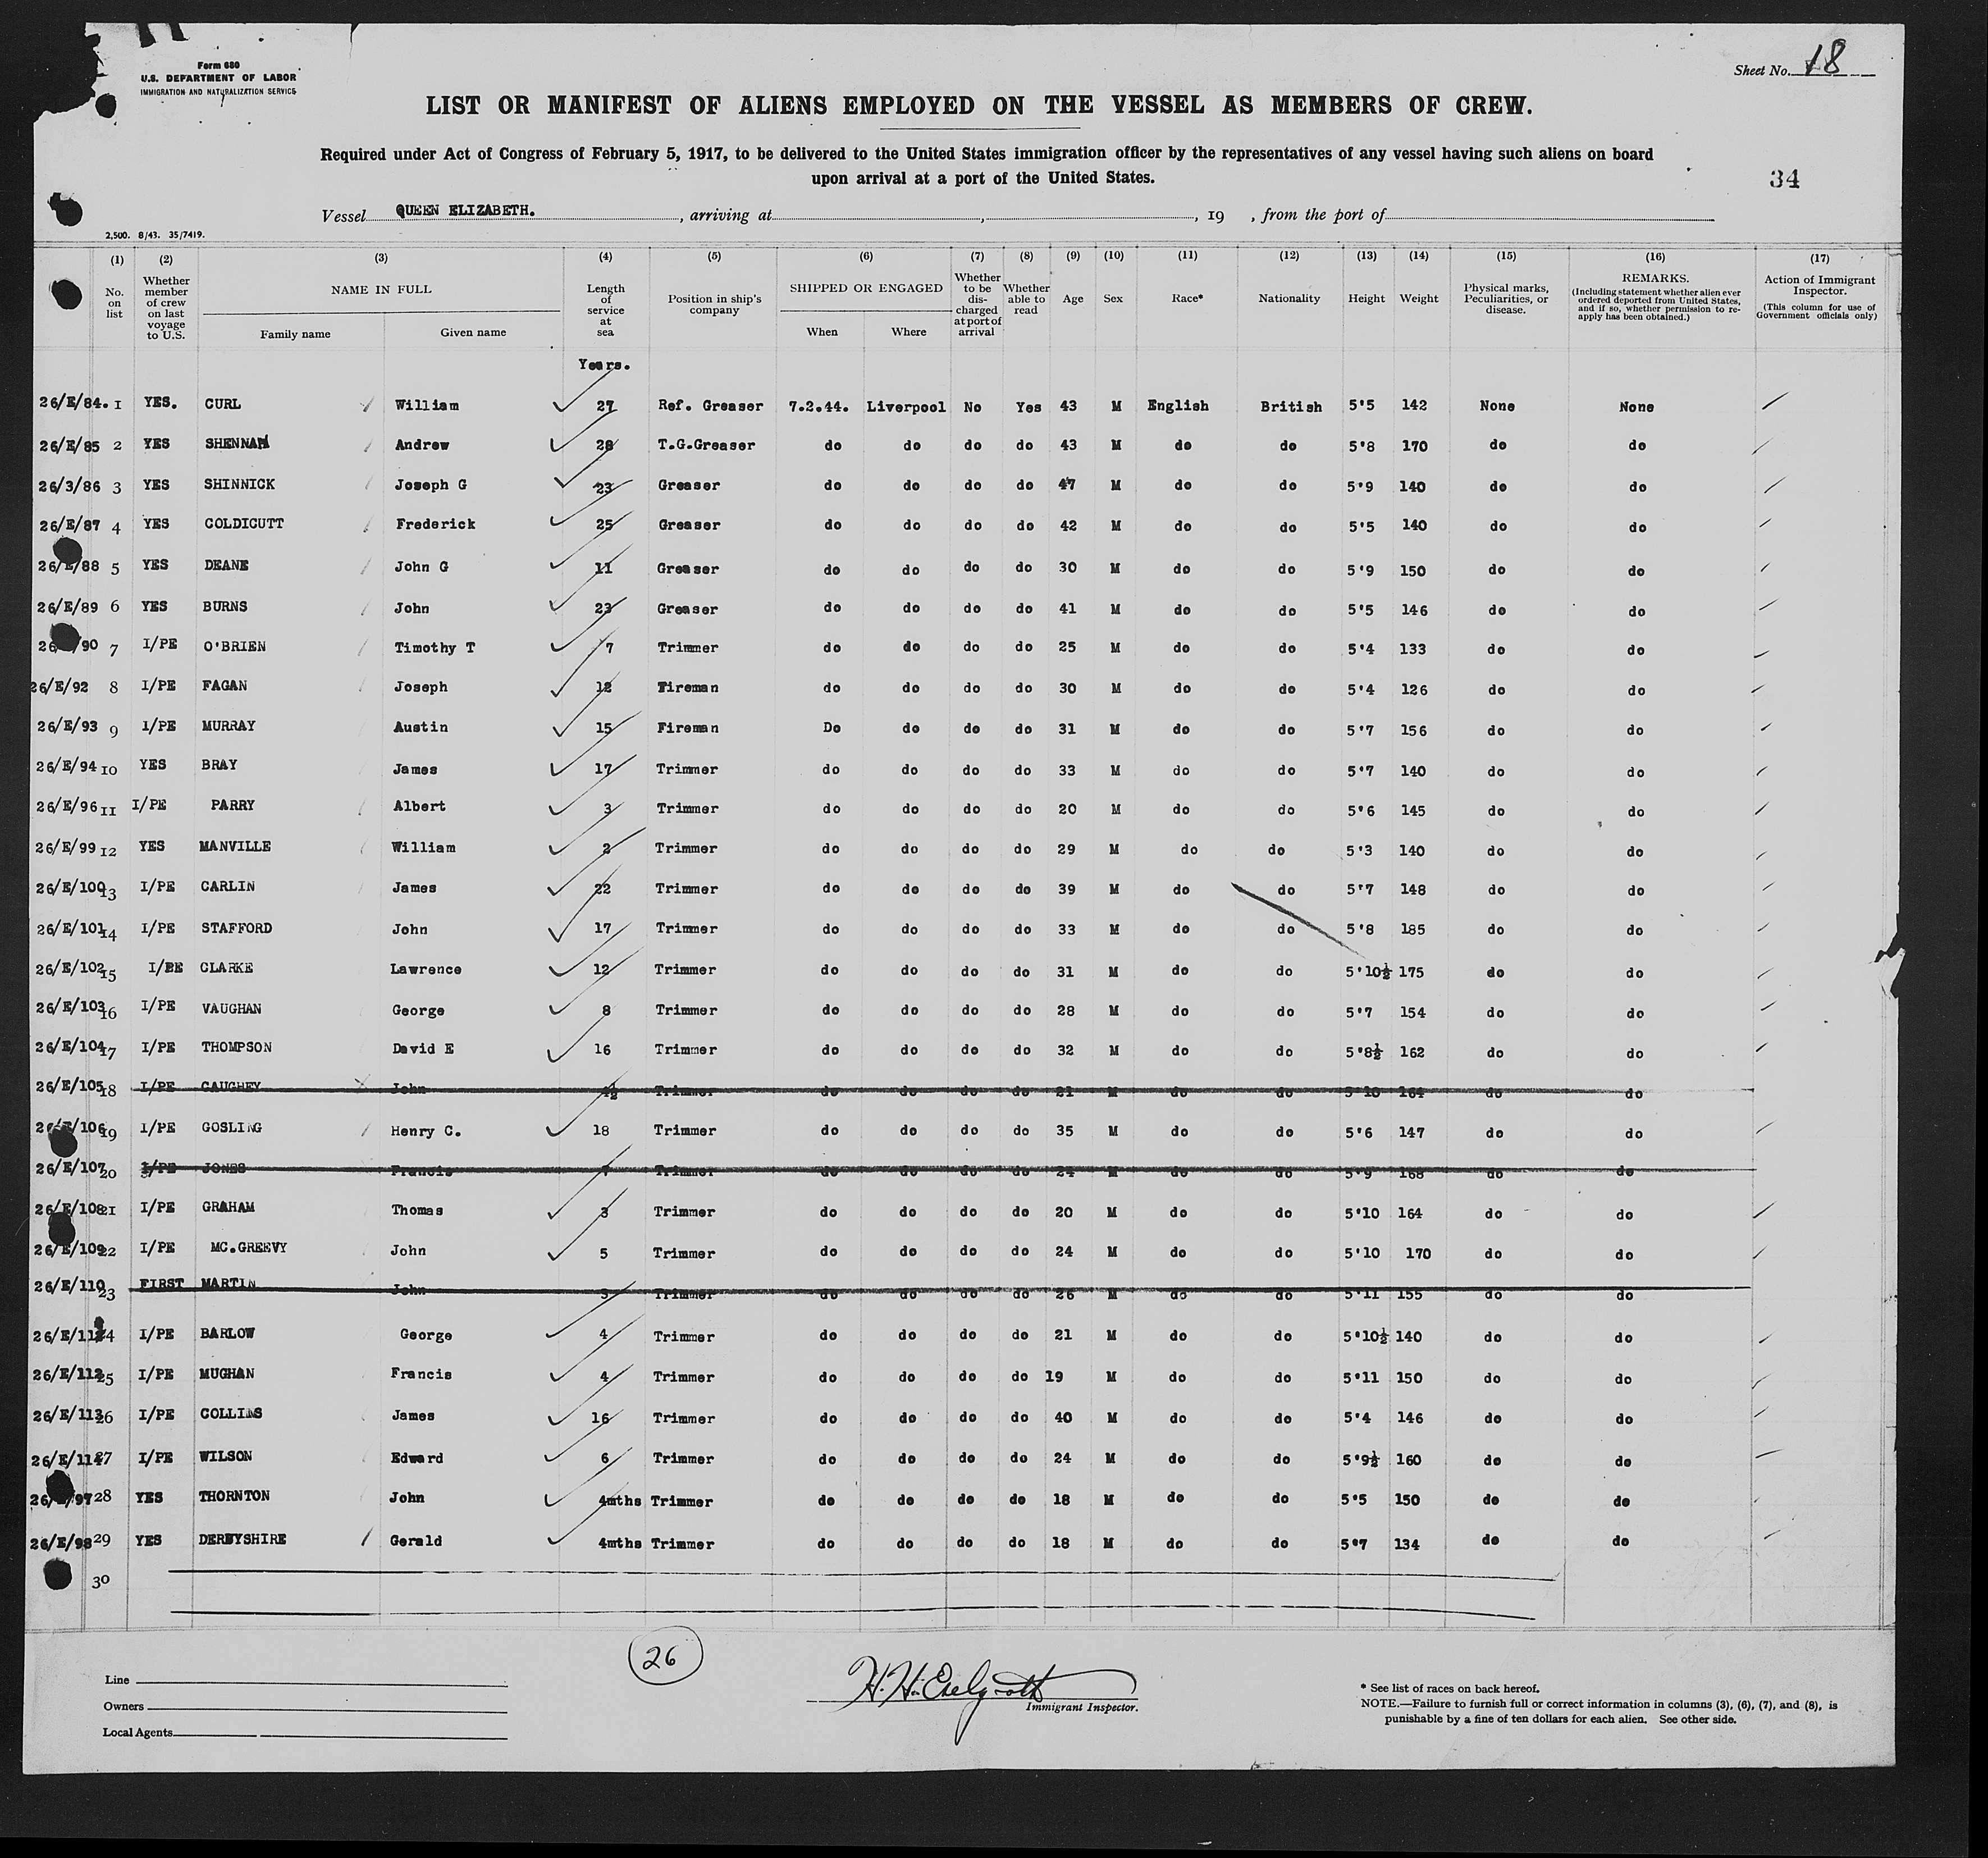 Form 680
U.S. DEPARTMENT OF LABOR
IMMIGRATION AND NATURALIZATION SERVICE
Sheet No. 18
LIST OR MANIFEST OF ALIENS EMPLOYED ON THE VESSEL AS MEMBERS OF CREW.
Required under Act of Congress of February 5, 1917, to be delivered to the United States immigration officer by the representatives of any vessel having such aliens on board
upon arrival at a port of the United States.
34
Vessel QUEEN ELIZABETH. , arriving at , , 19 , from the port of
2,500. 8/43. 35/7419.
(1) No. on list
(2) Whether member of crew on last voyage to U.S.
(3) NAME IN FULL Family name Given name
(4) Length of service at sea
(5) Position in ship's company
(6) SHIPPED OR ENGAGED When Where
(7) Whether to be discharged at port of arrival
(8) Whether able to read
(9) Age
(10) Sex
(11) Race*
(12) Nationality
(13) Height
(14) Weight
(15) Physical marks, Peculiarities, or disease.
(16) REMARKS. (Including statement whether alien ever ordered deported from United States, and if so, whether permission to re-apply has been obtained.)
(17) Action of Immigrant Inspector. (This column for use of Government officials only)
Years.
26/E/84. 1 YES. CURL William 27 Ref. Greaser 7.2.44. Liverpool No Yes 43 M English British 5'5 142 None None
26/E/85 2 YES SHENNAN Andrew 28 T.G.Greaser do do do do 43 M do do 5'8 170 do do
26/3/86 3 YES SHINNICK Joseph G 23 Greaser do do do do 47 M do do 5'9 140 do do
26/E/87 4 YES COLDICUTT Frederick 25 Greaser do do do do 42 M do do 5'5 140 do do
26/E/88 5 YES DEANE John G 11 Greaser do do do do 30 M do do 5'9 150 do do
26/E/89 6 YES BURNS John 23 Greaser do do do do 41 M do do 5'5 146 do do
26 /90 7 I/PE O'BRIEN Timothy T 7 Trimmer do do do do 25 M do do 5'4 133 do do
26/E/92 8 I/PE FAGAN Joseph 12 Fireman do do do do 30 M do do 5'4 126 do do
26/E/93 9 I/PE MURRAY Austin 15 Fireman Do do do do 31 M do do 5'7 156 do do
26/E/94 10 YES BRAY James 17 Trimmer do do do do 33 M do do 5'7 140 do do
26/E/96 11 I/PE PARRY Albert 3 Trimmer do do do do 20 M do do 5'6 145 do do
26/E/99 12 YES MANVILLE William 2 Trimmer do do do do 29 M do do 5'3 140 do do
26/E/100 13 I/PE CARLIN James 22 Trimmer do do do do 39 M do do 5'7 148 do do
26/E/101 14 I/PE STAFFORD John 17 Trimmer do do do do 33 M do do 5'8 185 do do
26/E/102 15 I/BE CLARKE Lawrence 12 Trimmer do do do do 31 M do do 5'10½ 175 do do
26/E/103 16 I/PE VAUGHAN George 8 Trimmer do do do do 28 M do do 5'7 154 do do
26/E/104 17 I/PE THOMPSON David E 16 Trimmer do do do do 32 M do do 5'8½ 162 do do
26/E/105 18 I/PE CAUGHEY John 4½ Trimmer do do do do 21 M do do 5'10 164 do do
26/E/106 19 I/PE GOSLING Henry C. 18 Trimmer do do do do 35 M do do 5'6 147 do do
26/E/107 20 I/PE JONES Francis 7 Trimmer do do do do 24 M do do 5'9 168 do do
26/E/108 21 I/PE GRAHAM Thomas 3 Trimmer do do do do 20 M do do 5'10 164 do do
26/E/109 22 I/PE MC.GREEVY John 5 Trimmer do do do do 24 M do do 5'10 170 do do
26/E/110 23 FIRST MARTIN John 3 Trimmer do do do do 26 M do do 5'11 155 do do
26/E/11 24 I/PE BARLOW George 4 Trimmer do do do do 21 M do do 5'10½ 140 do do
26/E/112 25 I/PE MUGHAN Francis 4 Trimmer do do do do 19 M do do 5'11 150 do do
26/E/113 26 I/PE COLLINS James 16 Trimmer do do do do 40 M do do 5'4 146 do do
26/E/114 27 I/PE WILSON Edward 6 Trimmer do do do do 24 M do do 5'9½ 160 do do
26/ /97 28 YES THORNTON John 4mths Trimmer do do do do 18 M do do 5'5 150 do do
26/E/98 29 YES DERBYSHIRE Gerald 4mths Trimmer do do do do 18 M do do 5'7 134 do do
30
26
Line
Owners
Local Agents
Immigrant Inspector.
* See list of races on back hereof.
NOTE.—Failure to furnish full or correct information in columns (3), (6), (7), and (8), is
punishable by a fine of ten dollars for each alien. See other side.